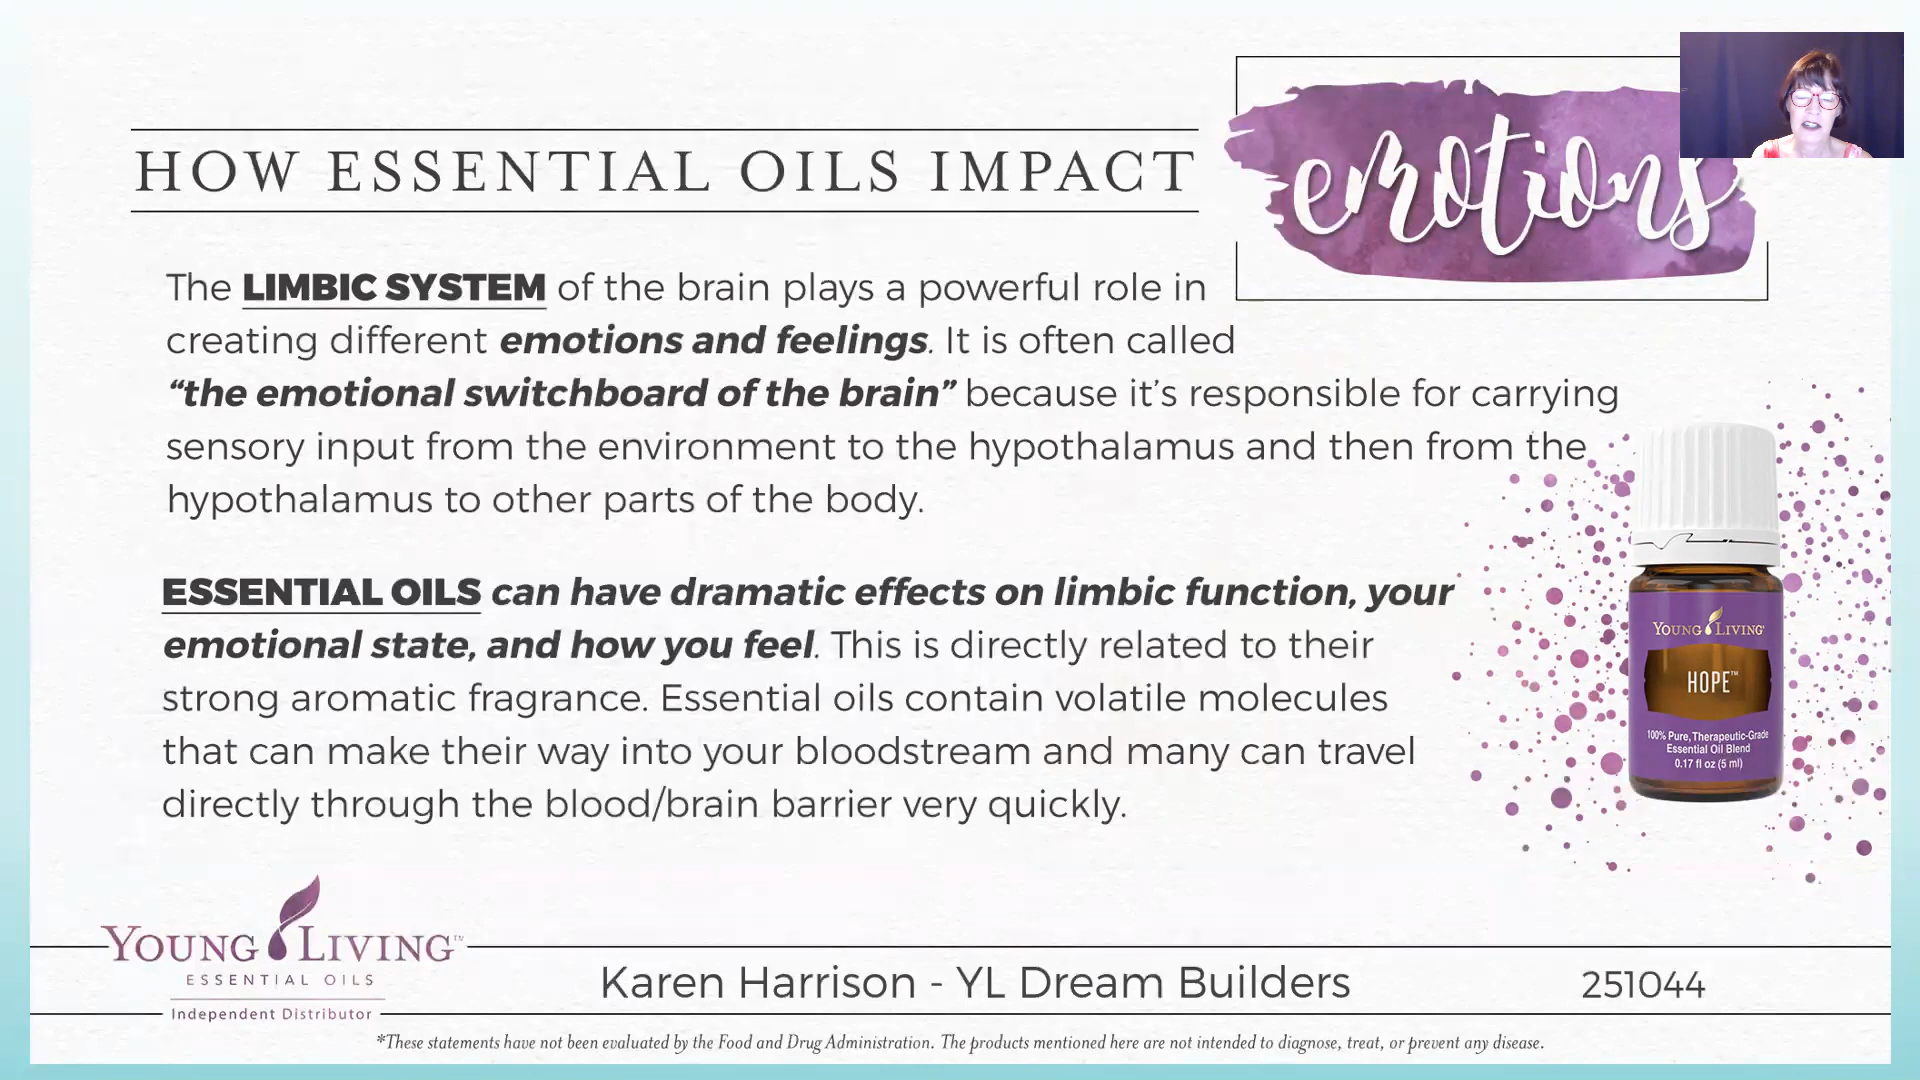 HOW ESSENTIAL OILS IMPACT
emotions
The LIMBIC SYSTEM of the brain plays a powerful role in
creating different emotions and feelings. It is often called
“the emotional switchboard of the brain” because it’s responsible for carrying
sensory input from the environment to the hypothalamus and then from the
hypothalamus to other parts of the body.
ESSENTIAL OILS can have dramatic effects on limbic function, your
emotional state, and how you feel. This is directly related to their
strong aromatic fragrance. Essential oils contain volatile molecules
that can make their way into your bloodstream and many can travel
directly through the blood/brain barrier very quickly.
YOUNG LIVING
HOPE™
100% Pure, Therapeutic-Grade
Essential Oil Blend
0.17 fl oz (5 ml)
YOUNG LIVING™
ESSENTIAL OILS
Independent Distributor
Karen Harrison - YL Dream Builders
251044
*These statements have not been evaluated by the Food and Drug Administration. The products mentioned here are not intended to diagnose, treat, or prevent any disease.